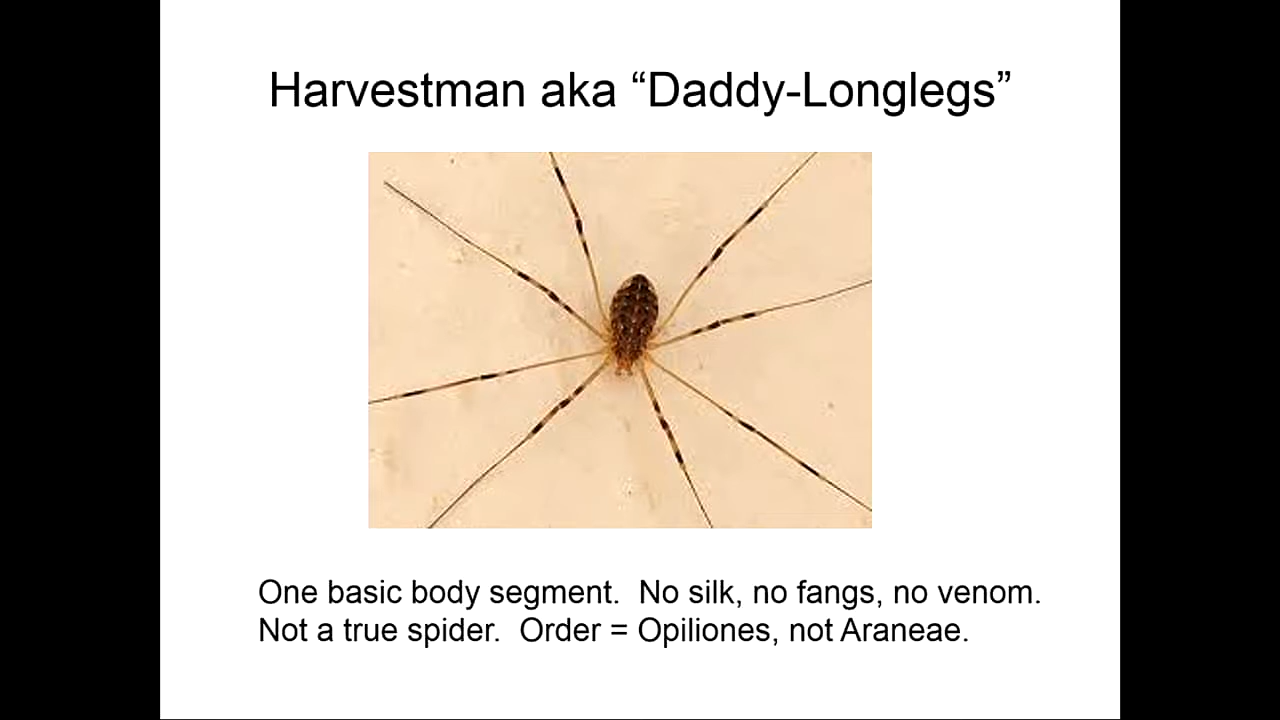 Harvestman aka “Daddy-Longlegs”
One basic body segment.  No silk, no fangs, no venom.
Not a true spider.  Order = Opiliones, not Araneae.